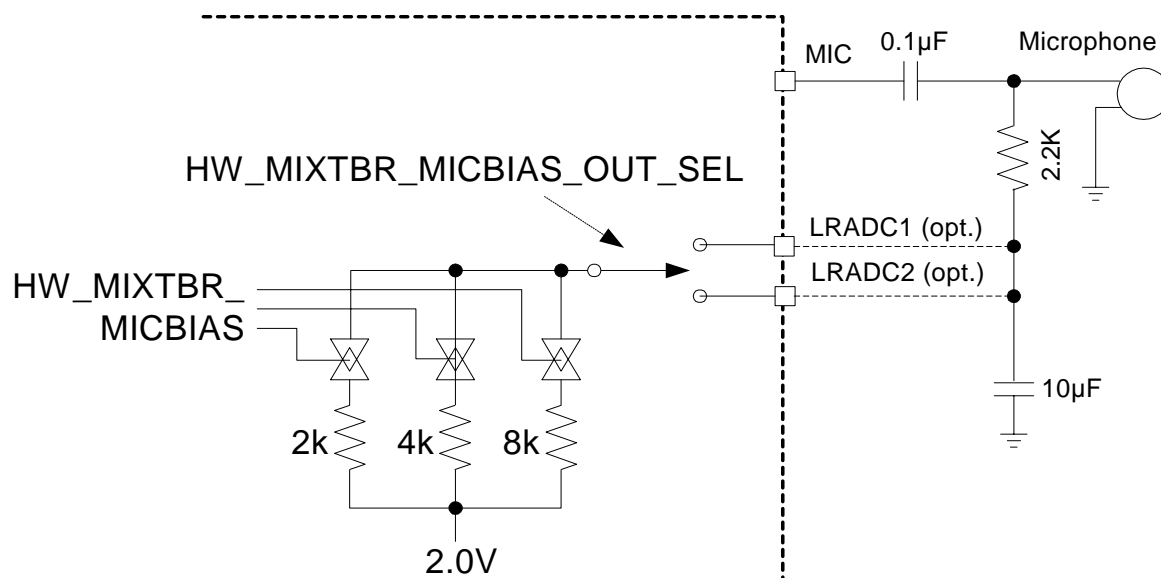 0.1µF
Microphone
MIC
2.2K
HW_MIXTBR_MICBIAS_OUT_SEL
LRADC1 (opt.)
LRADC2 (opt.)
HW_MIXTBR_
MICBIAS
10µF
2k
4k
8k
2.0V